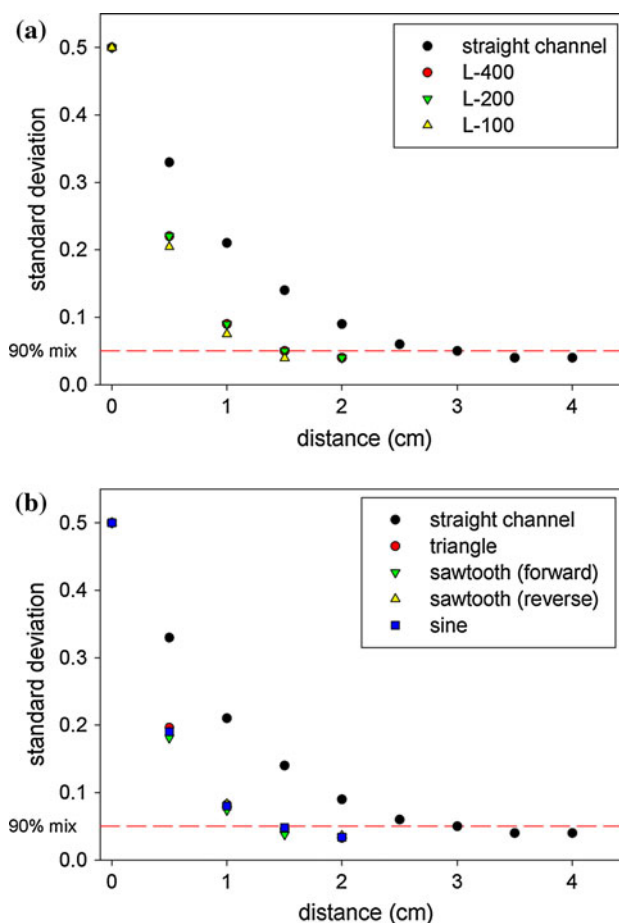 (a)
0.5
0.4
0.3
0.2
0.1
0.0
90% mix
standard deviation
straight channel
L-400
L-200
L-100
0 1 2 3 4
distance (cm)
(b)
0.5
0.4
0.3
0.2
0.1
0.0
90% mix
standard deviation
straight channel
triangle
sawtooth (forward)
sawtooth (reverse)
sine
0 1 2 3 4
distance (cm)